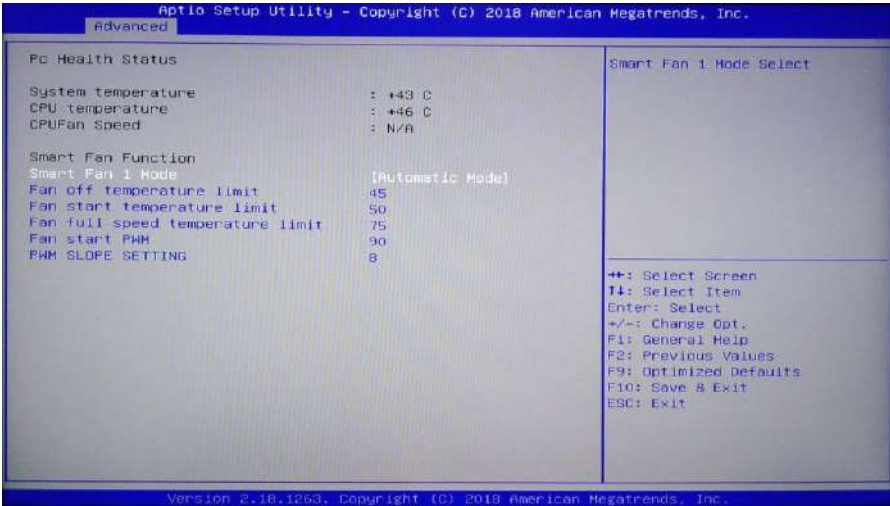 Aptio Setup Utility – Copyright (C) 2018 American Megatrends, Inc.
Advanced
Pc Health Status
System temperature : +43 C
CPU temperature : +46 C
CPUFan Speed : N/A
Smart Fan Function
Smart Fan 1 Mode [Automatic Mode]
Fan off temperature limit 45
Fan start temperature limit 50
Fan full speed temperature limit 75
Fan start PWM 90
PWM SLOPE SETTING 8
Smart Fan 1 Mode Select
→←: Select Screen
↑↓: Select Item
Enter: Select
+/-: Change Opt.
F1: General Help
F2: Previous Values
F9: Optimized Defaults
F10: Save & Exit
ESC: Exit
Version 2.18.1263. Copyright (C) 2018 American Megatrends, Inc.